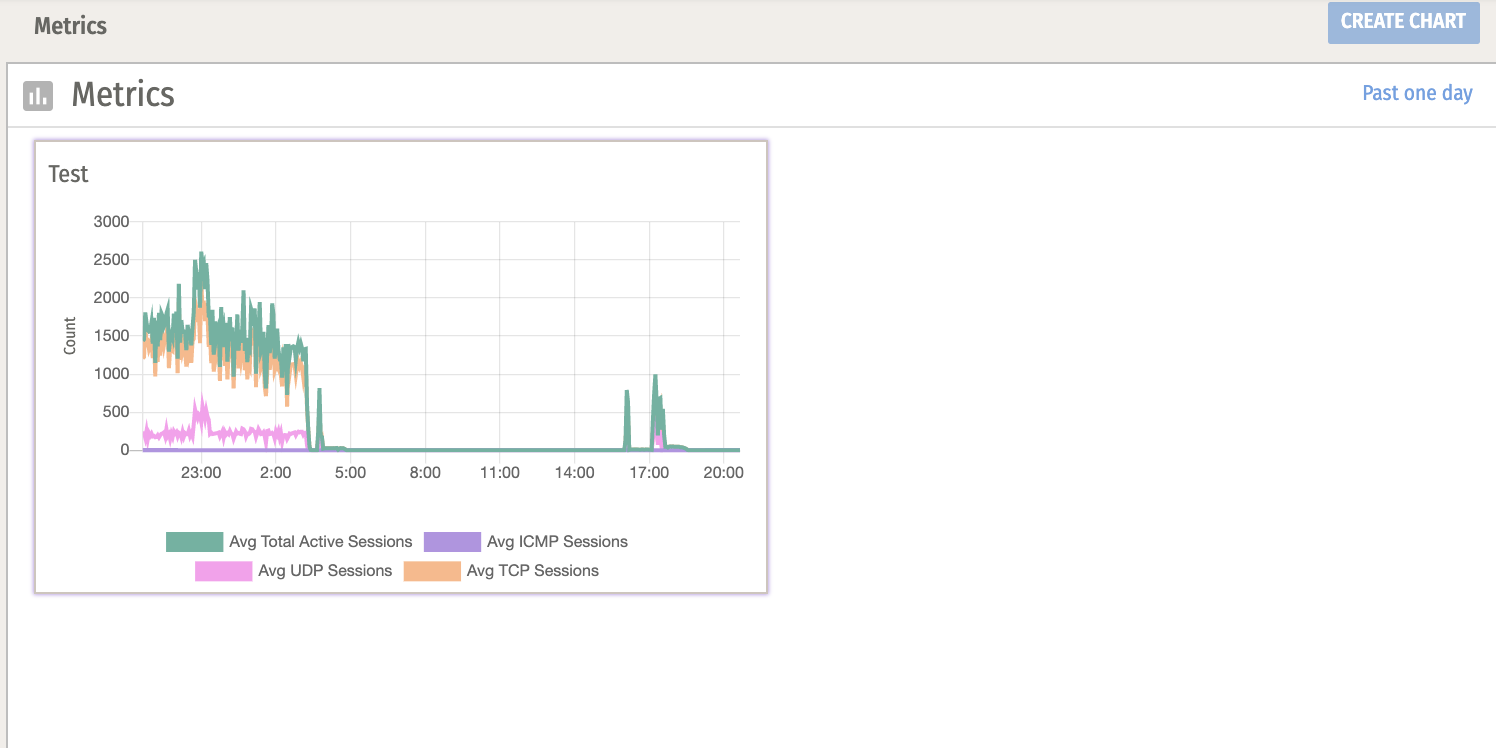 Metrics
CREATE CHART
Metrics
Past one day
Test
3000
2500
2000
1500
1000
500
0
Count
23:00 2:00 5:00 8:00 11:00 14:00 17:00 20:00
Avg Total Active Sessions Avg ICMP Sessions
Avg UDP Sessions Avg TCP Sessions